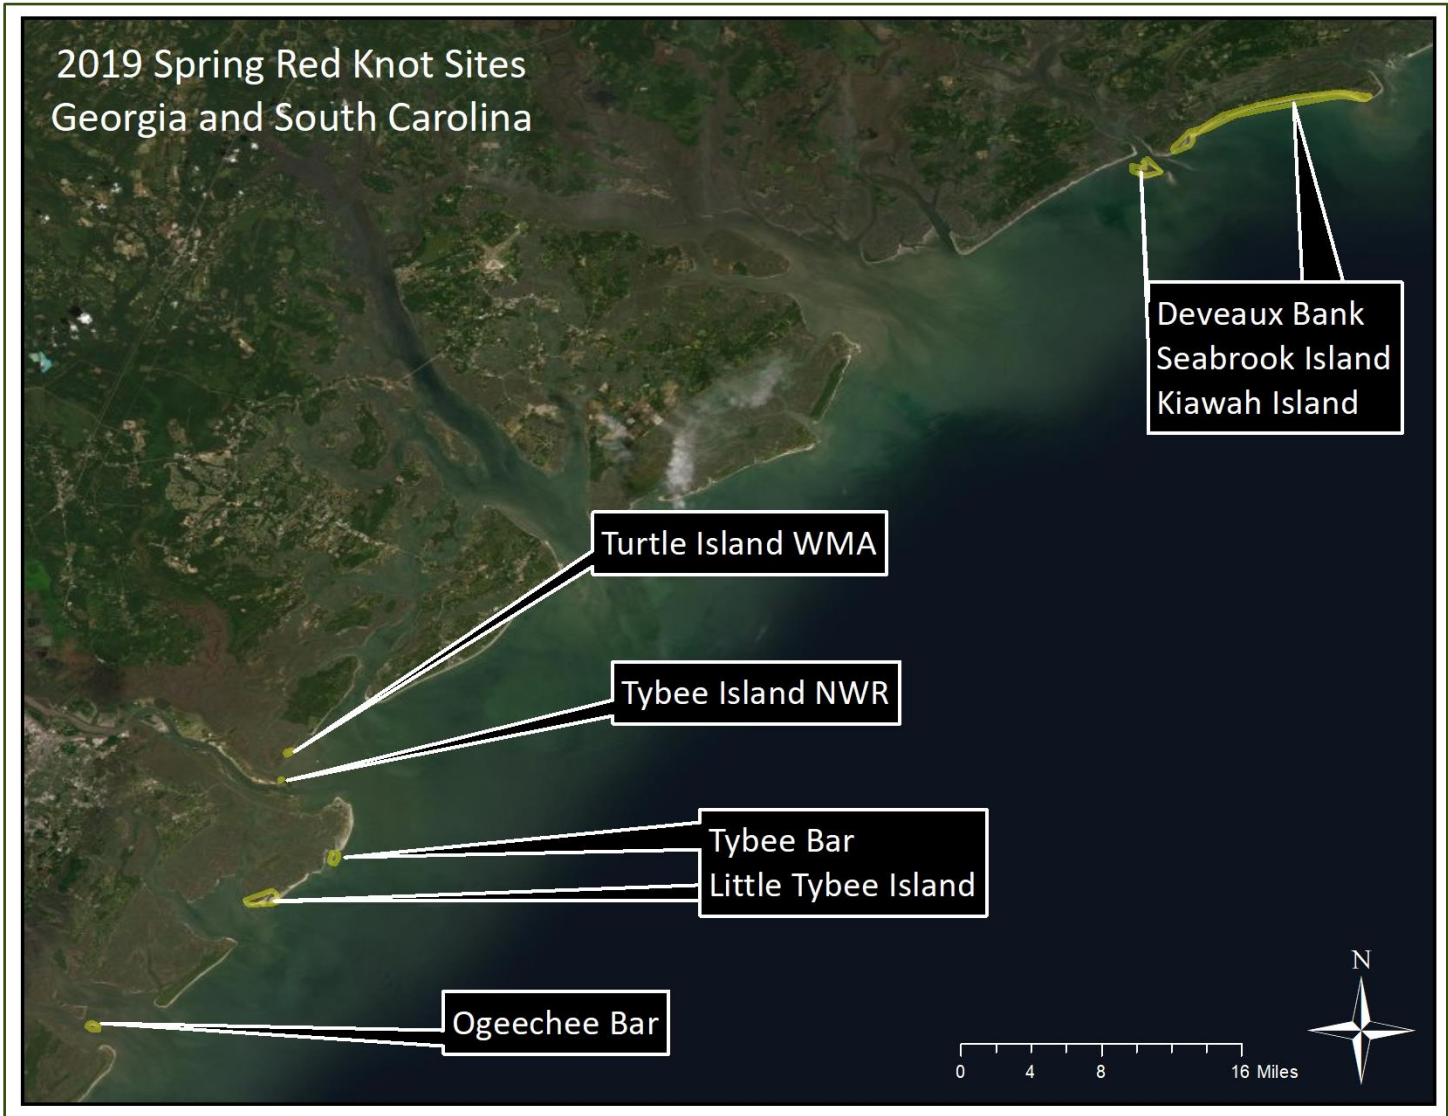 2019 Spring Red Knot Sites
Georgia and South Carolina
Deveaux Bank
Seabrook Island
Kiawah Island
Turtle Island WMA
Tybee Island NWR
Tybee Bar
Little Tybee Island
Ogeechee Bar
N
0 4 8 16 Miles